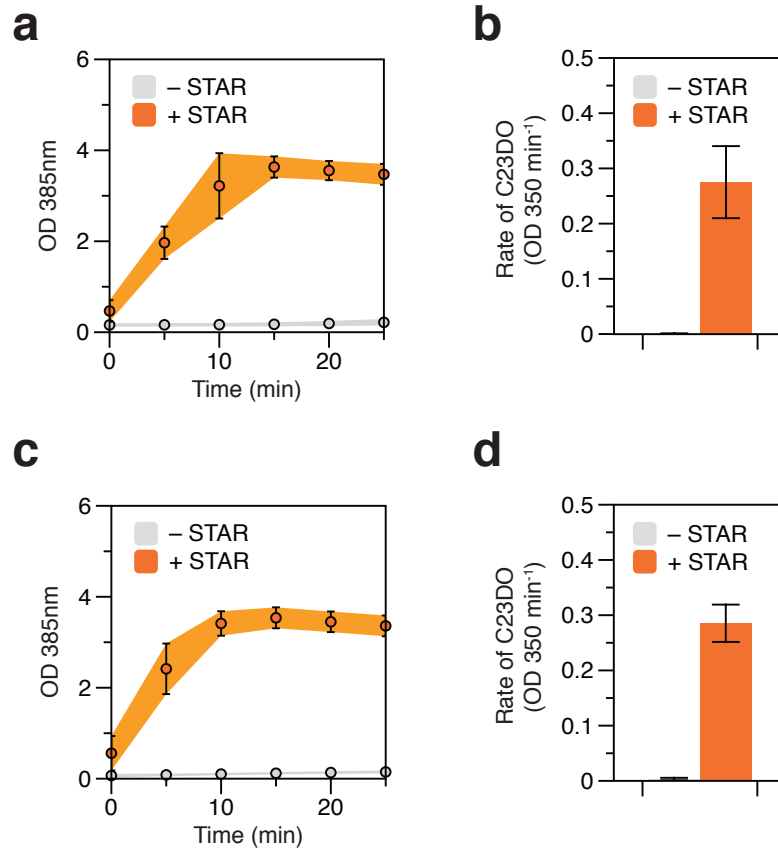 a
6
4
2
0
OD 385nm
– STAR
+ STAR
0
10
20
Time (min)
b
0.5
0.4
0.3
0.2
0.1
0
Rate of C23DO
(OD 350 min⁻¹)
– STAR
+ STAR
c
6
4
2
0
OD 385nm
– STAR
+ STAR
0
10
20
Time (min)
d
0.5
0.4
0.3
0.2
0.1
0
Rate of C23DO
(OD 350 min⁻¹)
– STAR
+ STAR